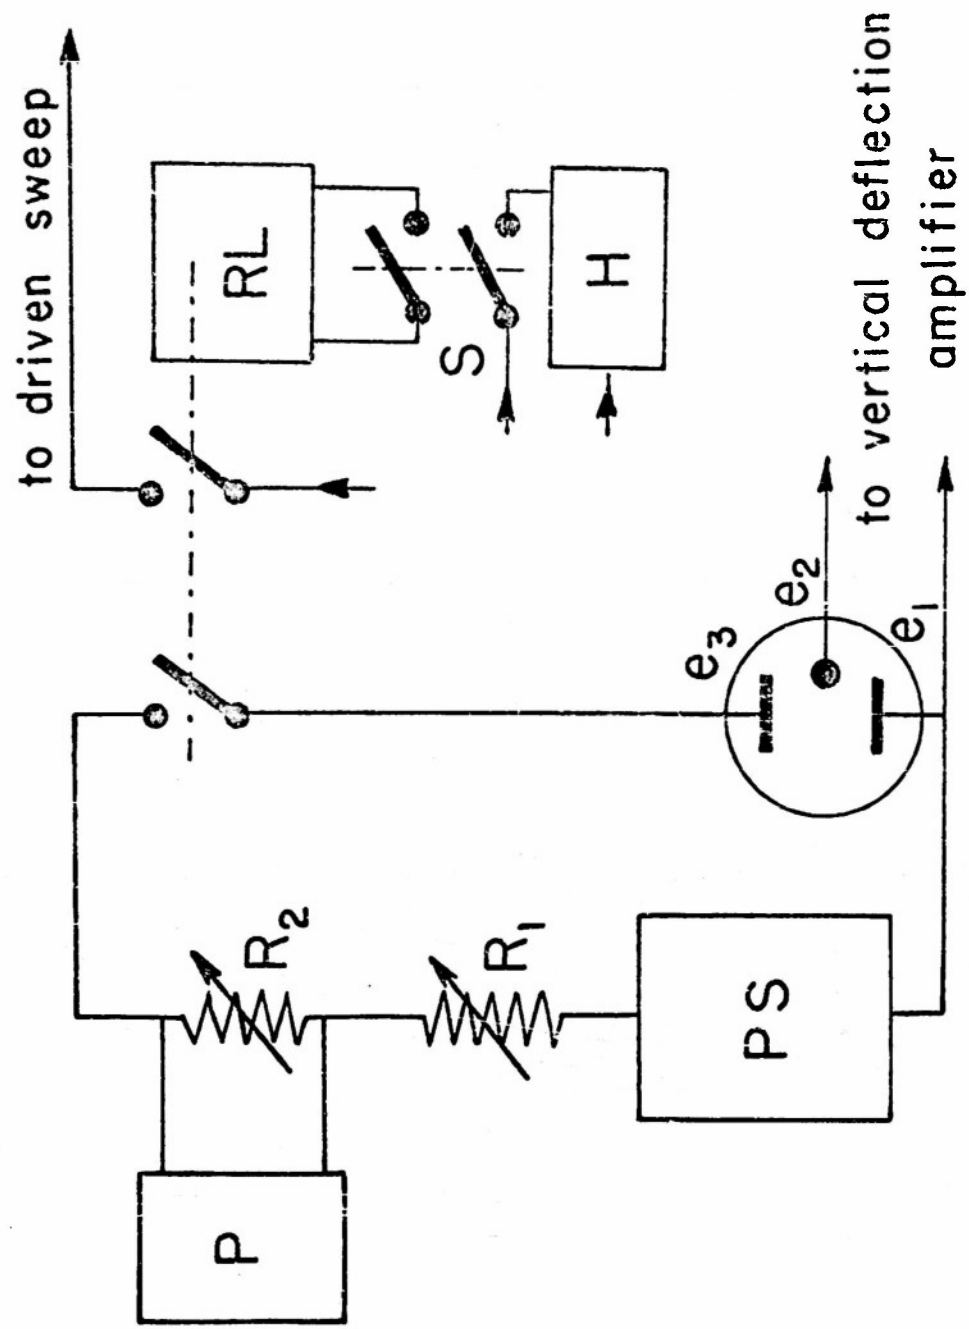 to driven sweep
RL
S
H
to vertical deflection
amplifier
e3
e2
e1
R2
R1
P
PS